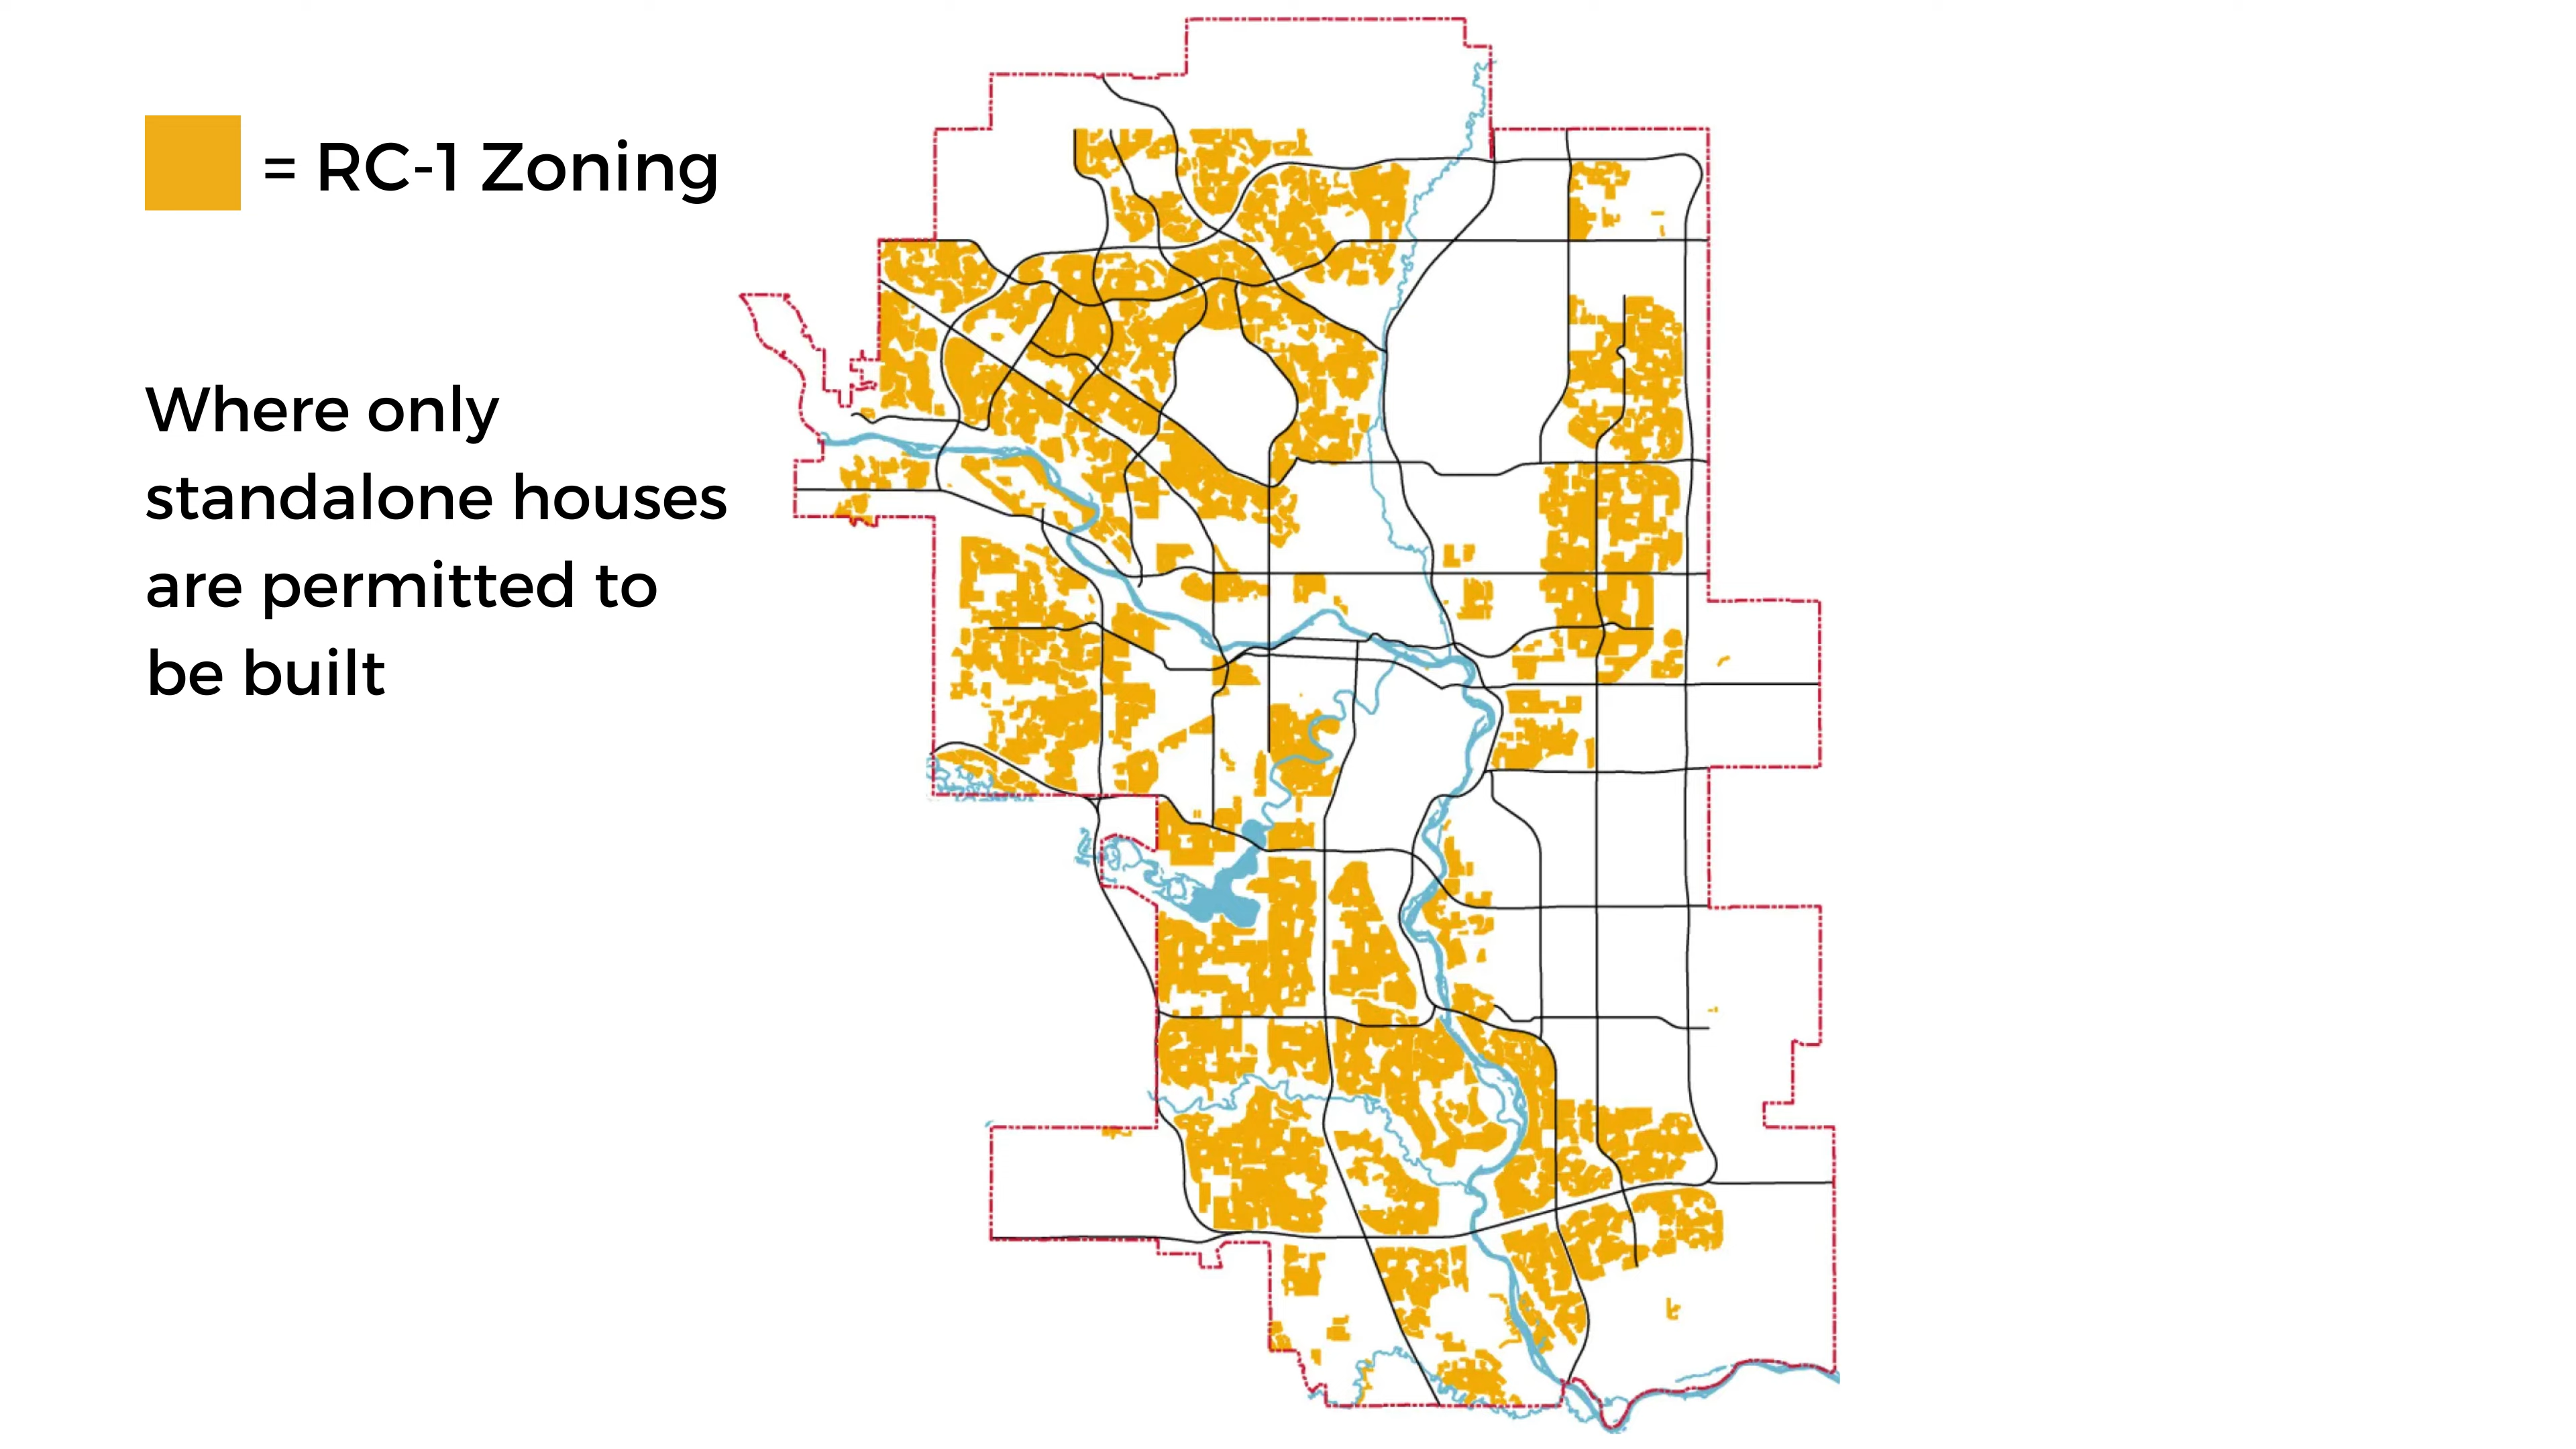 = RC-1 Zoning
Where only
standalone houses
are permitted to
be built